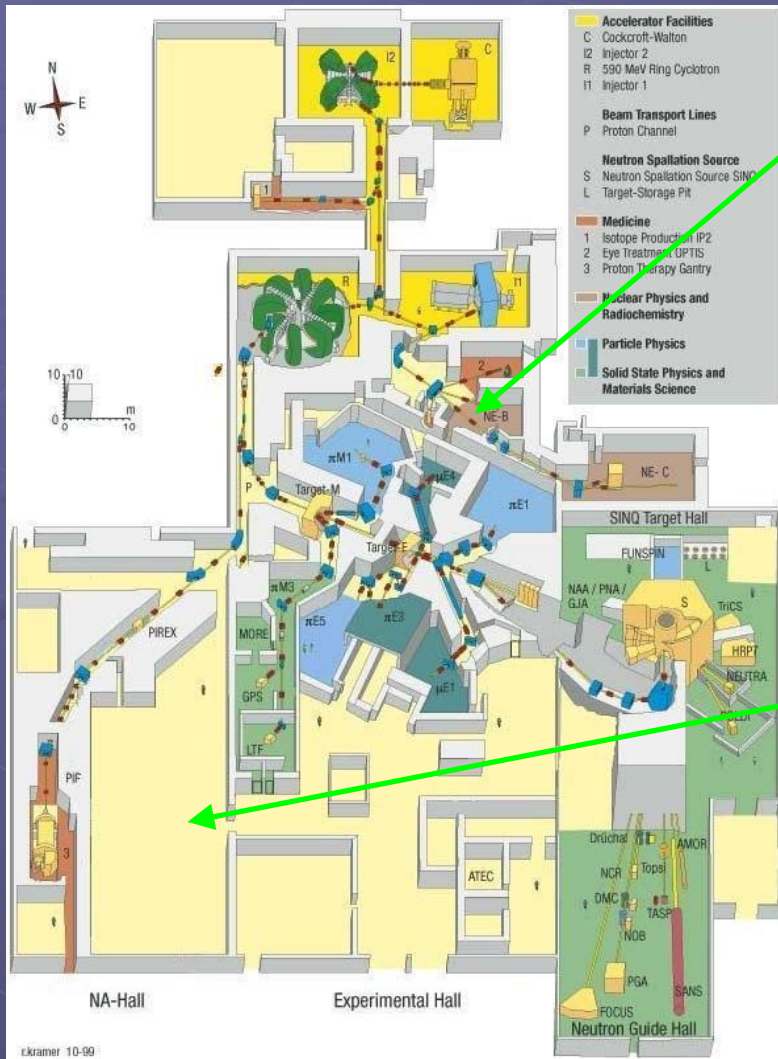 N
W E
S
Accelerator Facilities
C Cockcroft-Walton
I2 Injector 2
R 590 MeV Ring Cyclotron
I1 Injector 1
Beam Transport Lines
P Proton Channel
Neutron Spallation Source
S Neutron Spallation Source SINQ
L Target-Storage Pit
Medicine
1 Isotope Production IP2
2 Eye Treatment OPTIS
3 Proton Therapy Gantry
Nuclear Physics and
Radiochemistry
Particle Physics
Solid State Physics and
Materials Science
I2
C
1
R
I1
10 10
m
0 10
2
NE-B
πM1
μE4
P
Target-M
πE1
NE-C
SINQ Target Hall
Target-E
FUNSPIN
L
NAA / PNA /
GJA
S
TriCS
πM3
HRPT
PIREX
MORE
πE5
πE3
NEUTRA
POLDI
GPS
μE1
LTF
PIF
3
ATEC
Drüchal
AMOR
NCR
Topsi
DMC
TASP
NOB
PGA
SANS
FOCUS
NA-Hall
Experimental Hall
Neutron Guide Hall
r.kramer 10-99